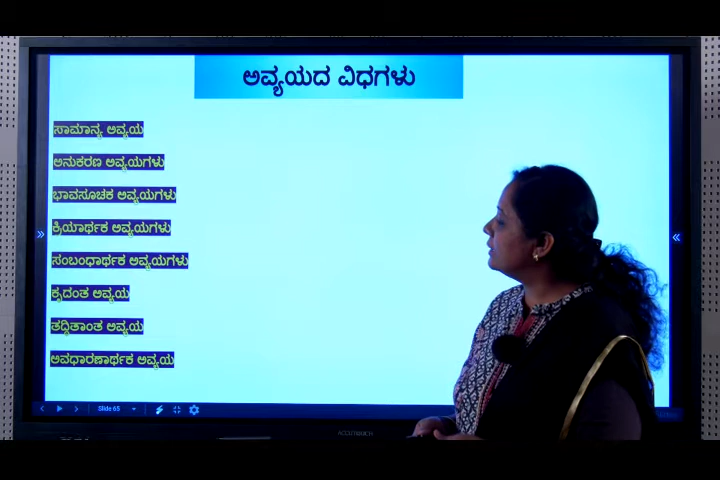 ಅವ್ಯಯದ ವಿಧಗಳು
ಸಾಮಾನ್ಯ ಅವ್ಯಯ
ಅನುಕರಣ ಅವ್ಯಯಗಳು
ಭಾವಸೂಚಕ ಅವ್ಯಯಗಳು
ಕ್ರಿಯಾರ್ಥಕ ಅವ್ಯಯಗಳು
ಸಂಬಂಧಾರ್ಥಕ ಅವ್ಯಯಗಳು
ಕೃದಂತ ಅವ್ಯಯ
ತದ್ಧಿತಾಂತ ಅವ್ಯಯ
ಅವಧಾರಣಾರ್ಥಕ ಅವ್ಯಯ
Slide 65